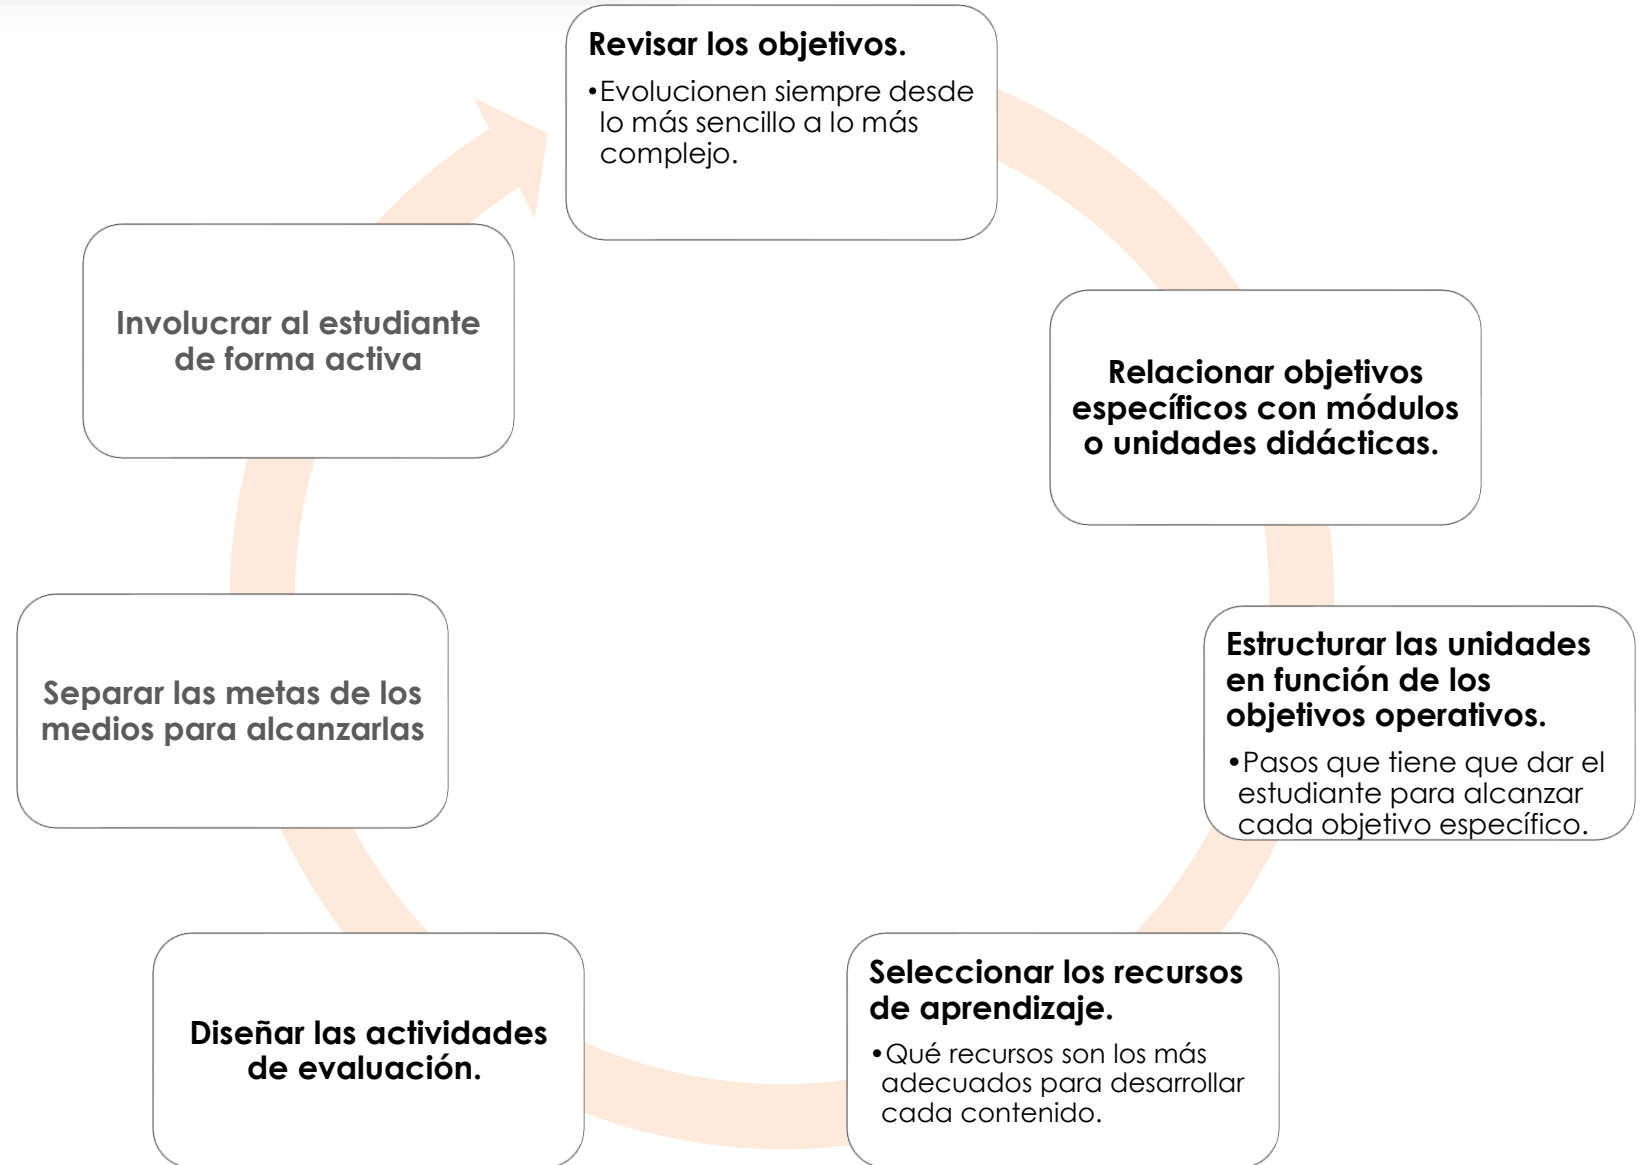 Revisar los objetivos.
•Evolucionen siempre desde
lo más sencillo a lo más
complejo.
Relacionar objetivos
específicos con módulos
o unidades didácticas.
Estructurar las unidades
en función de los
objetivos operativos.
•Pasos que tiene que dar el
estudiante para alcanzar
cada objetivo específico.
Seleccionar los recursos
de aprendizaje.
•Qué recursos son los más
adecuados para desarrollar
cada contenido.
Diseñar las actividades
de evaluación.
Separar las metas de los
medios para alcanzarlas
Involucrar al estudiante
de forma activa